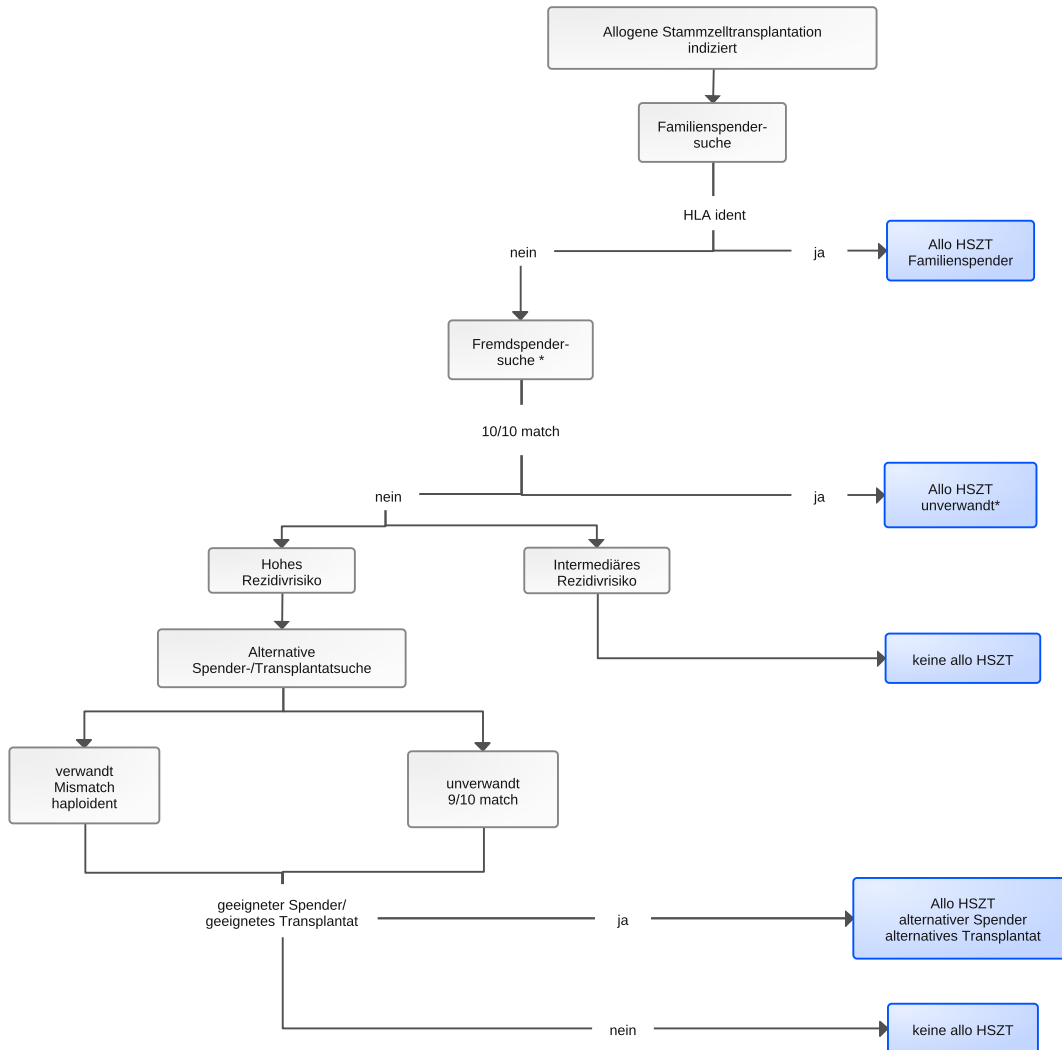 Allogene Stammzelltransplantation
indiziert
Familienspender-
suche
HLA ident
nein
ja
Allo HSZT
Familienspender
Fremdspender-
suche *
10/10 match
nein
ja
Allo HSZT
unverwandt*
Hohes
Rezidivrisiko
Intermediäres
Rezidivrisiko
Alternative
Spender-/Transplantatsuche
keine allo HSZT
verwandt
Mismatch
haploident
unverwandt
9/10 match
geeigneter Spender/
geeignetes Transplantat
ja
Allo HSZT
alternativer Spender
alternatives Transplantat
nein
keine allo HSZT